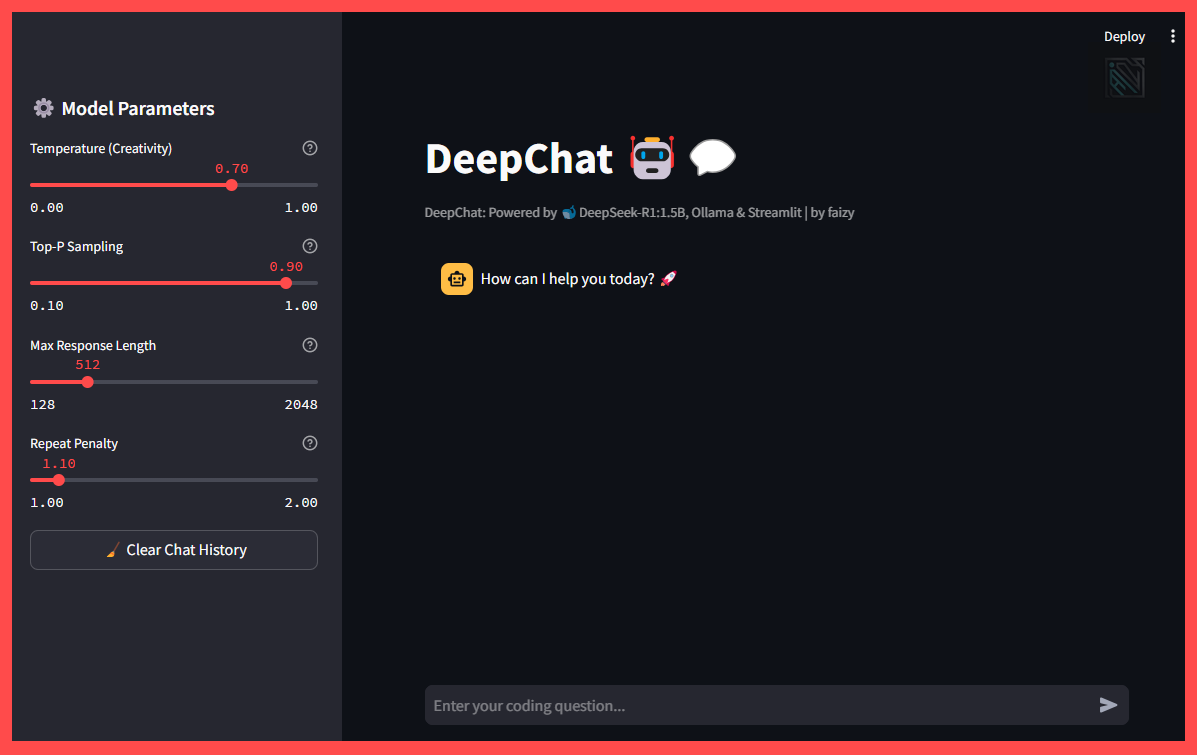 Deploy
Model Parameters
Temperature (Creativity)
0.70
0.00 1.00
Top-P Sampling
0.90
0.10 1.00
Max Response Length
512
128 2048
Repeat Penalty
1.10
1.00 2.00
Clear Chat History
DeepChat
DeepChat: Powered by DeepSeek-R1:1.5B, Ollama & Streamlit | by faizy
How can I help you today?
Enter your coding question...